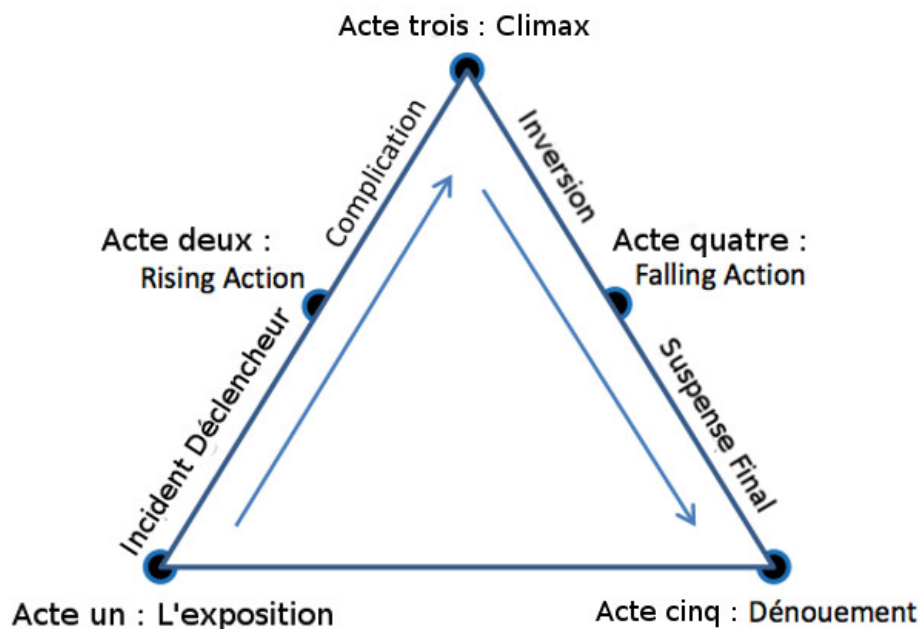 Acte trois : Climax
Complication
Inversion
Acte deux :
Rising Action
Acte quatre :
Falling Action
Incident Déclencheur
Suspense Final
Acte un : L'exposition
Acte cinq : Dénouement